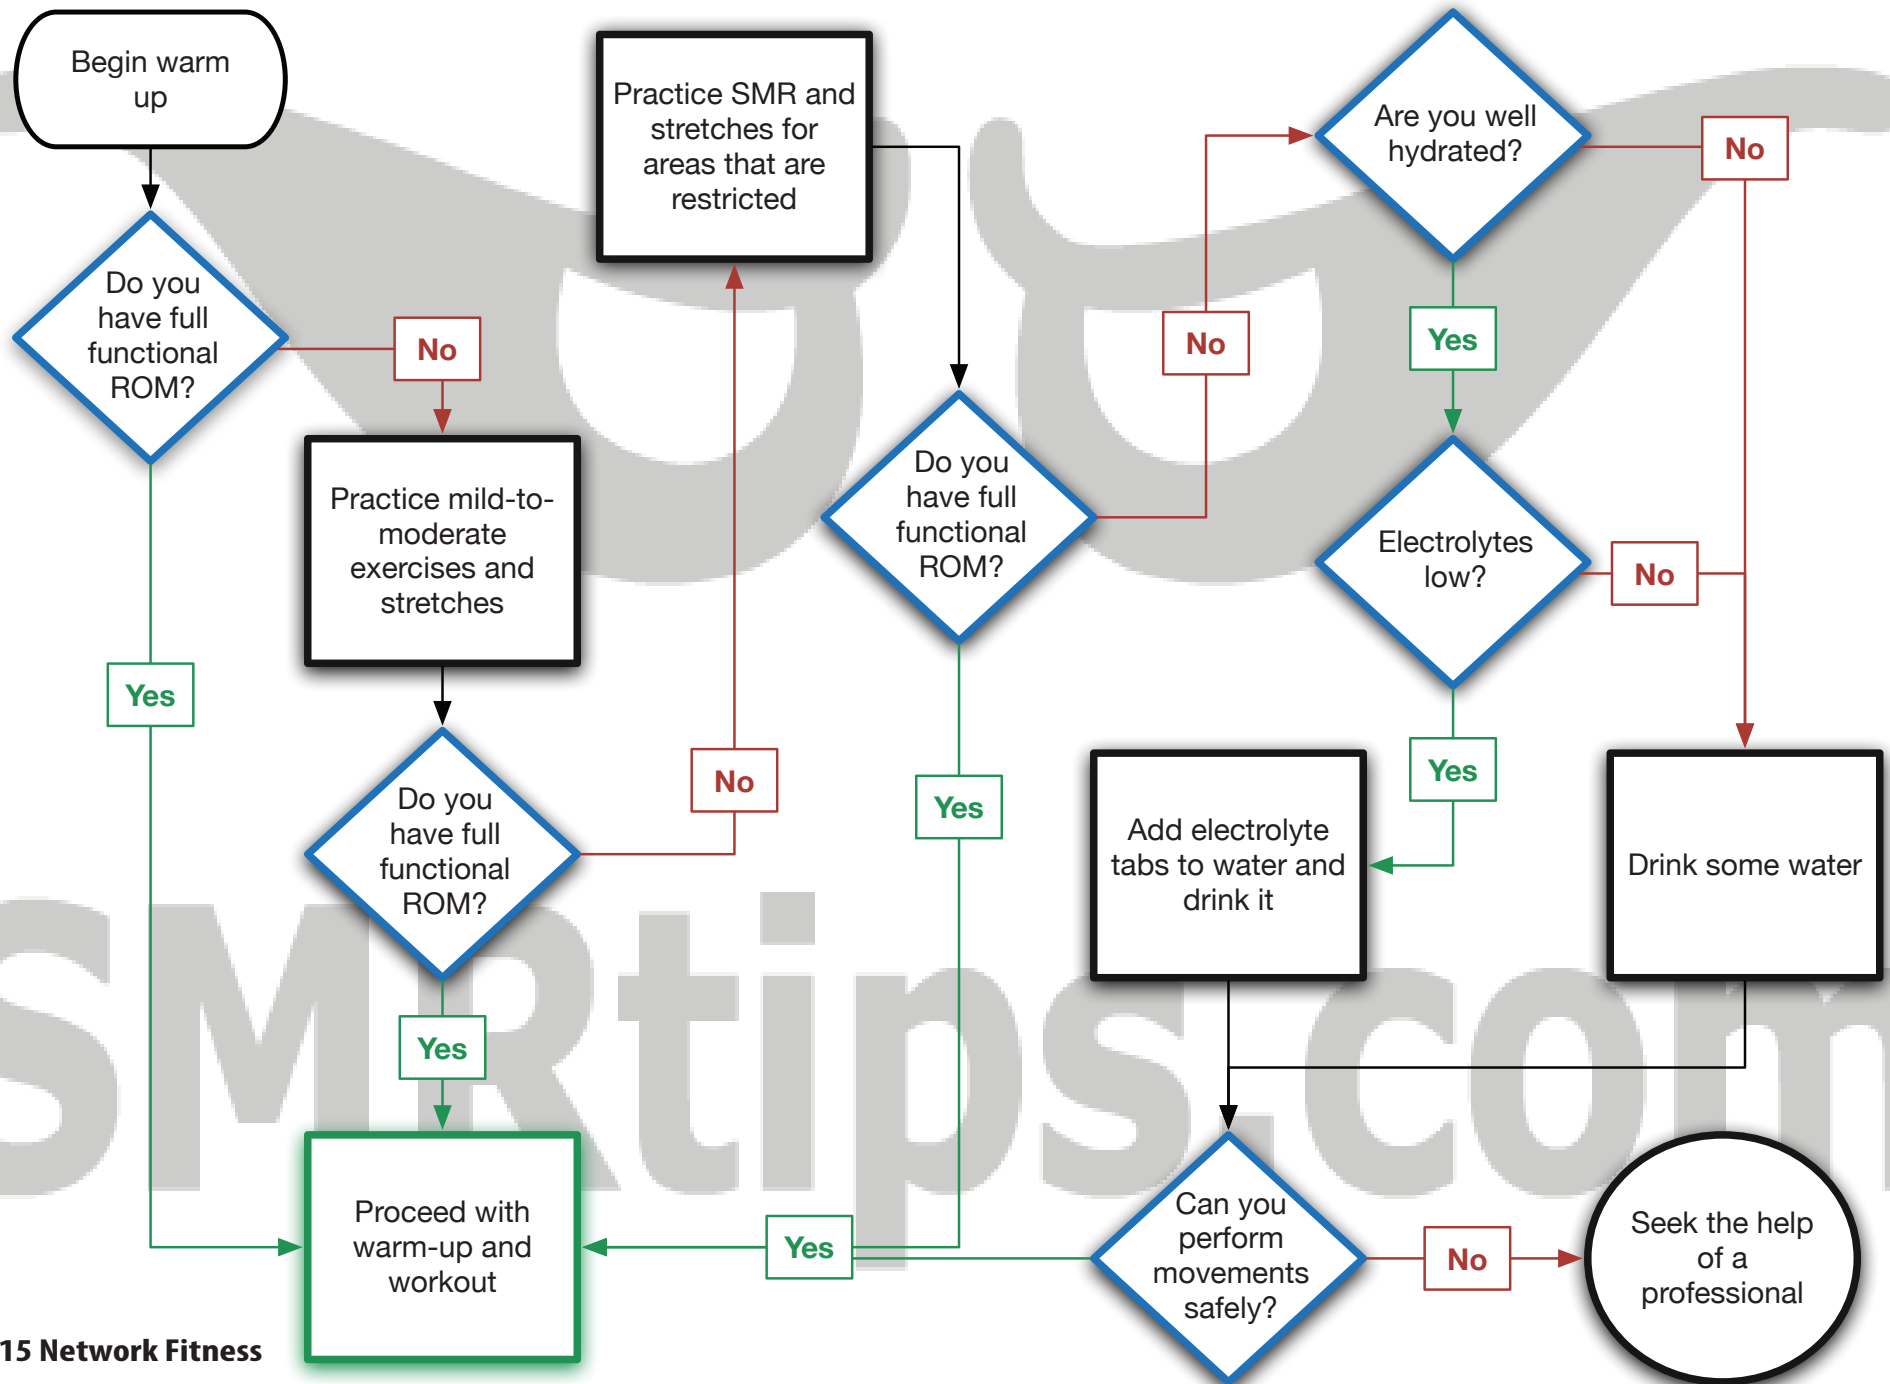 Begin warm
up
Do you
have full
functional
ROM?
No
Yes
Practice mild-to-
moderate
exercises and
stretches
Do you
have full
functional
ROM?
No
Yes
Practice SMR and
stretches for
areas that are
restricted
Do you
have full
functional
ROM?
No
Yes
Are you well
hydrated?
No
Yes
Electrolytes
low?
No
Yes
Add electrolyte
tabs to water and
drink it
Drink some water
Can you
perform
movements
safely?
Yes
No
Seek the help
of a
professional
Proceed with
warm-up and
workout
SMRtips.com
15 Network Fitness